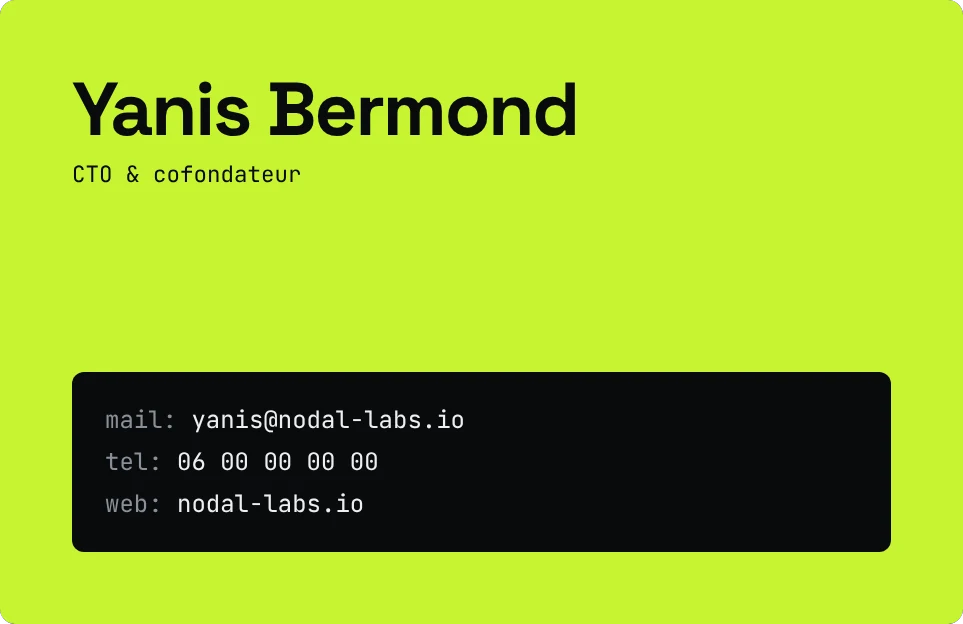 Yanis Bermond
CTO & cofondateur
mail: yanis@nodal-labs.io
tel: 06 00 00 00 00
web: nodal-labs.io